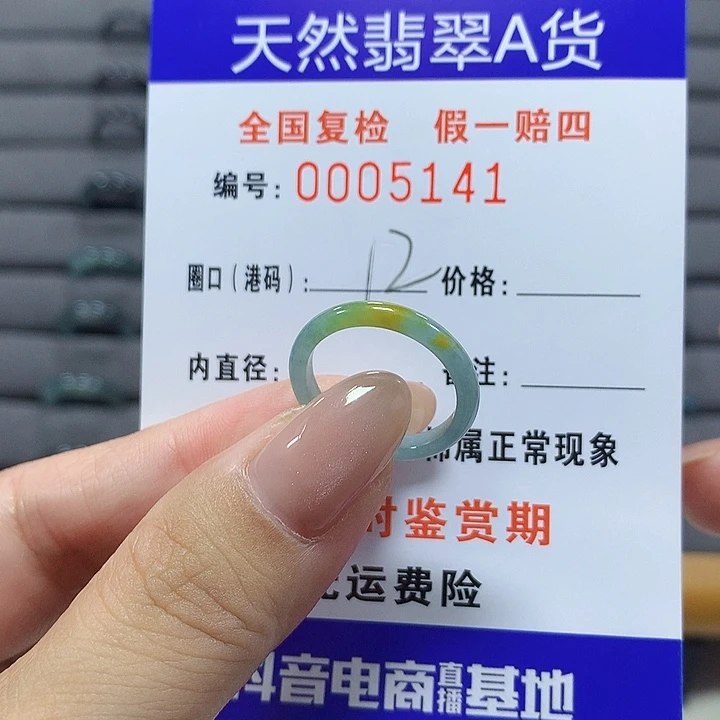 天然翡翠A货
全国复检 假一赔四
编号: 0005141
圈口(港码): 12 价格:
内直径: 注:
属正常现象
时鉴赏期
运费险
抖音电商直播基地